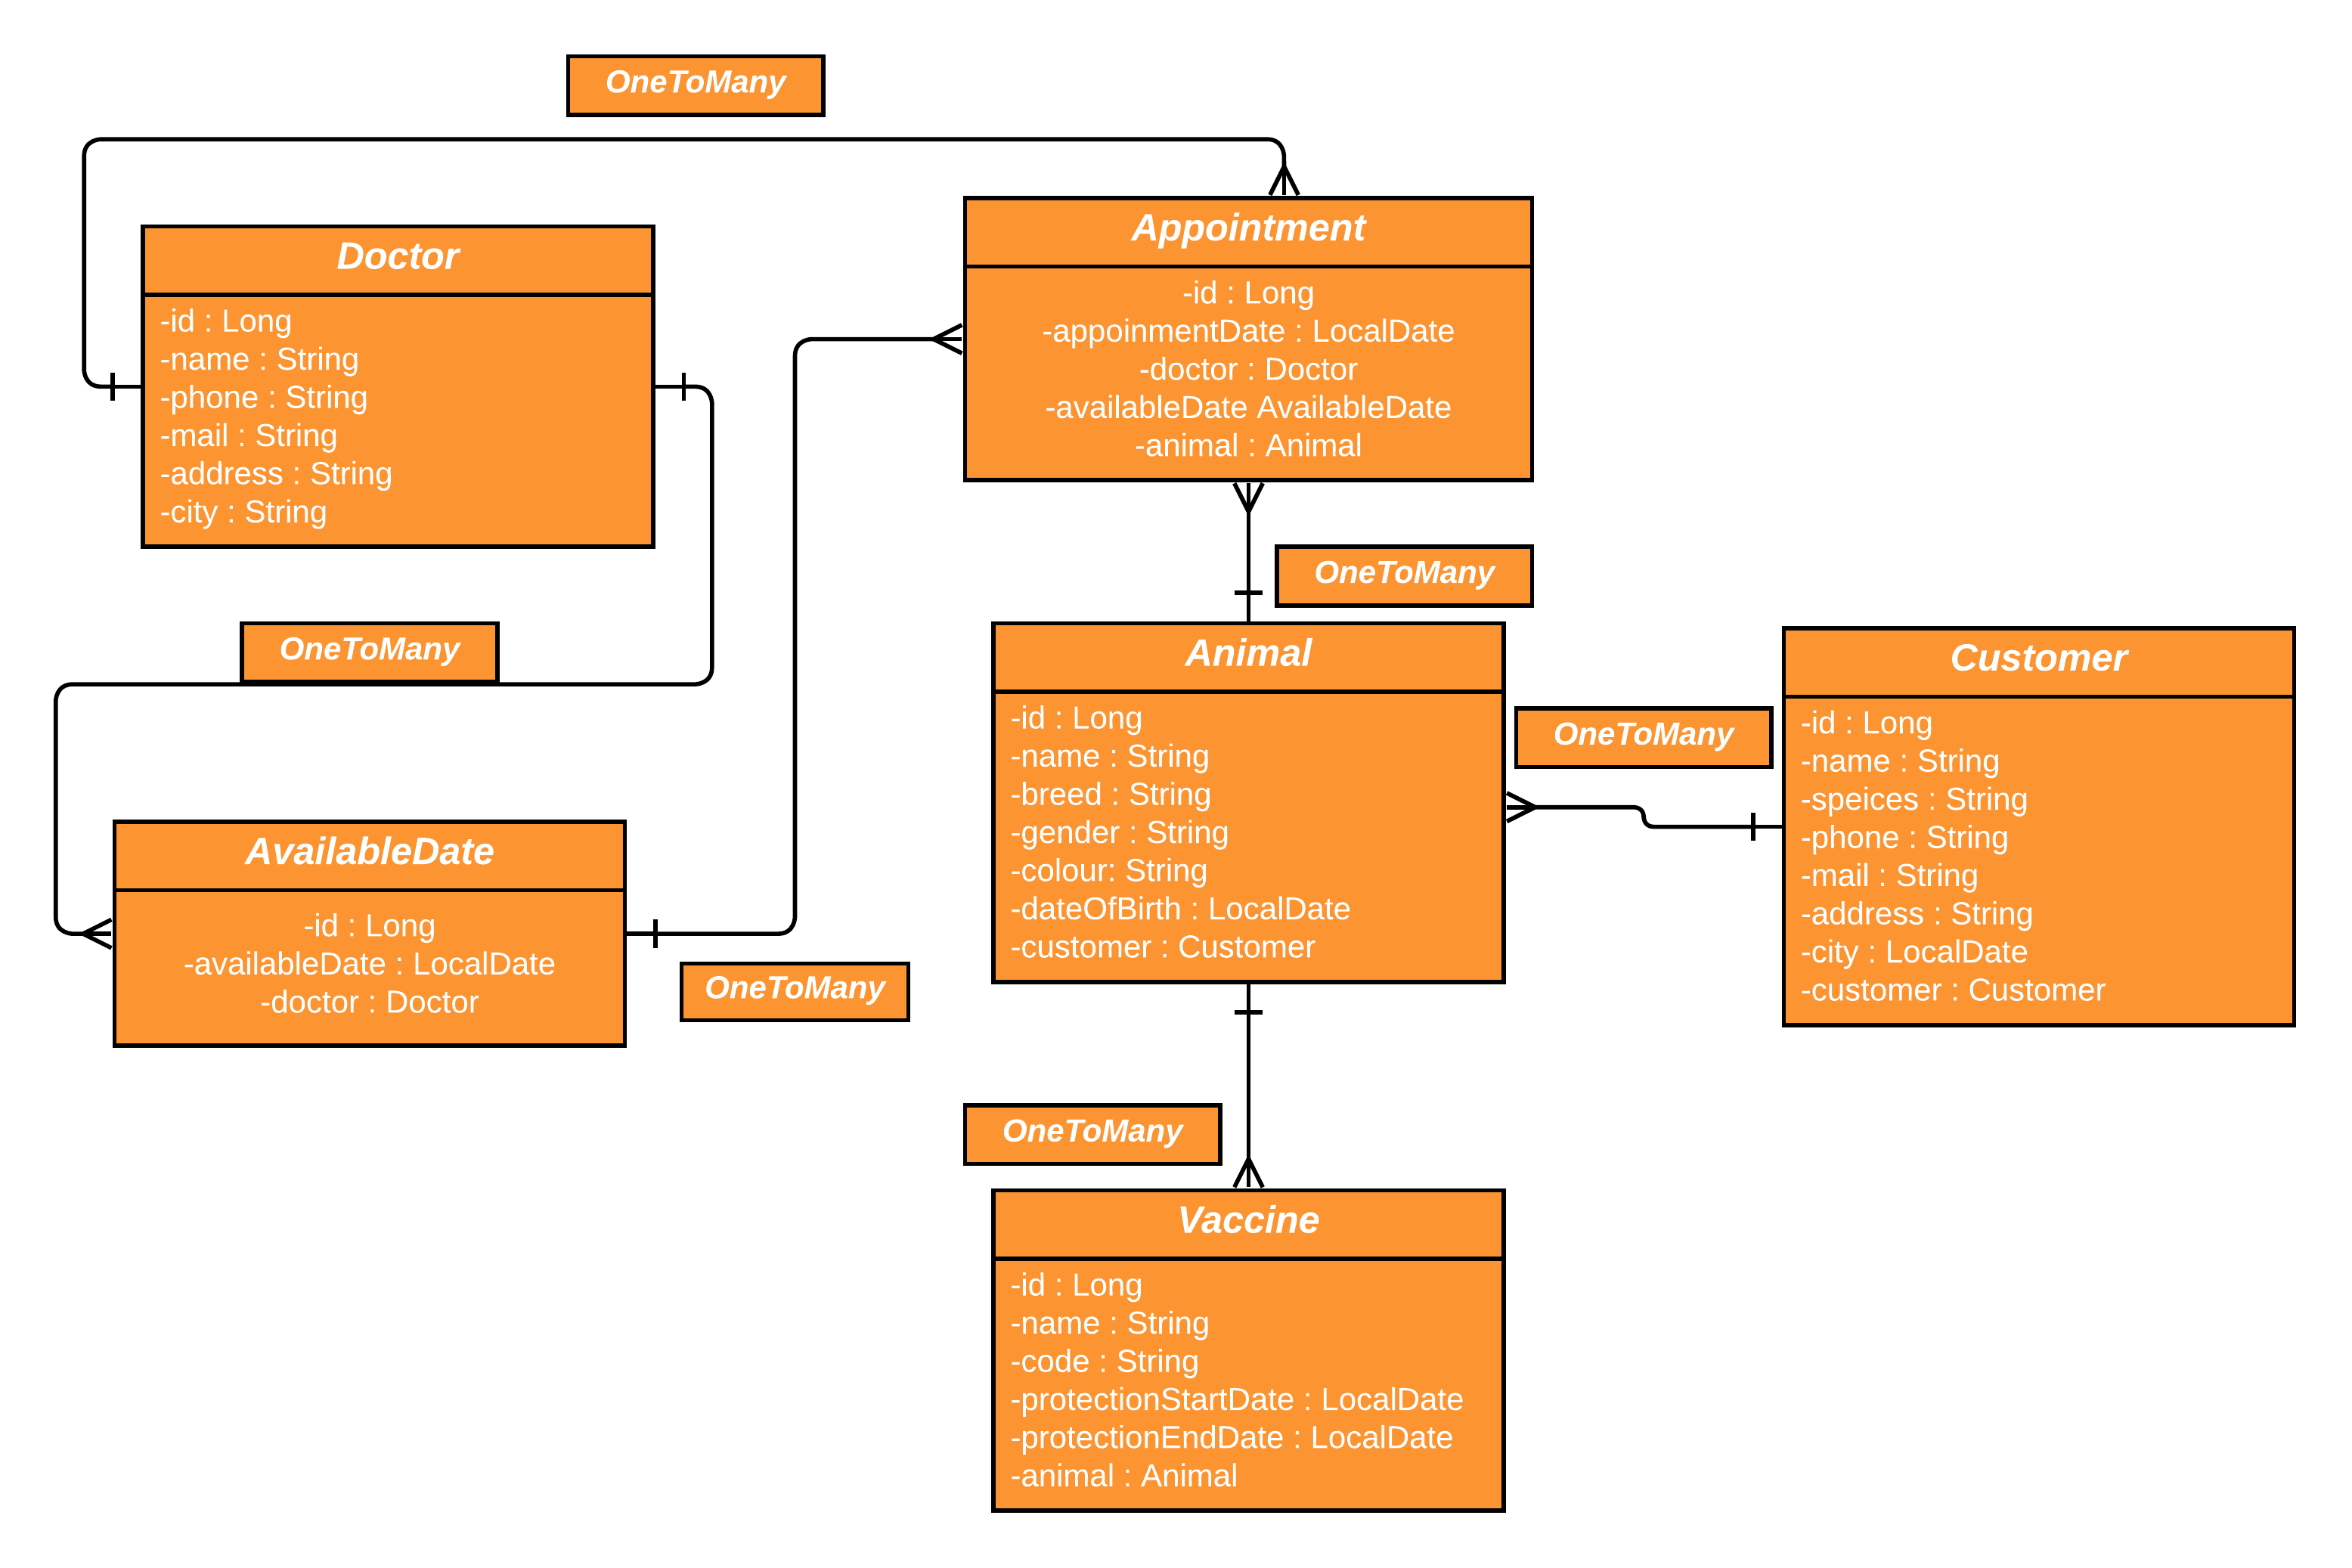 OneToMany
Doctor
-id : Long
-name : String
-phone : String
-mail : String
-address : String
-city : String
Appointment
-id : Long
-appoinmentDate : LocalDate
-doctor : Doctor
-availableDate AvailableDate
-animal : Animal
OneToMany
OneToMany
AvailableDate
-id : Long
-availableDate : LocalDate
-doctor : Doctor
OneToMany
Animal
-id : Long
-name : String
-breed : String
-gender : String
-colour: String
-dateOfBirth : LocalDate
-customer : Customer
OneToMany
Customer
-id : Long
-name : String
-speices : String
-phone : String
-mail : String
-address : String
-city : LocalDate
-customer : Customer
OneToMany
Vaccine
-id : Long
-name : String
-code : String
-protectionStartDate : LocalDate
-protectionEndDate : LocalDate
-animal : Animal